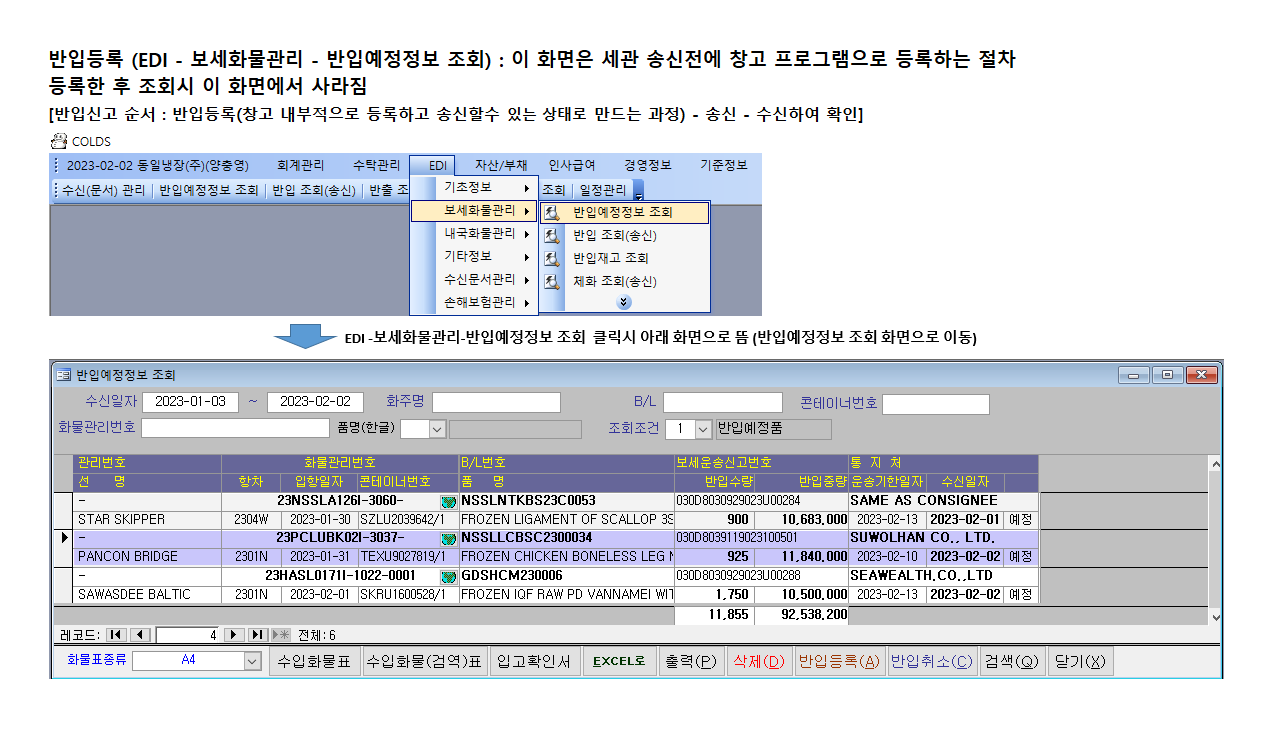 반입등록 (EDI - 보세화물관리 - 반입예정정보 조회) : 이 화면은 세관 송신전에 창고 프로그램으로 등록하는 절차
등록한 후 조회시 이 화면에서 사라짐
[반입신고 순서 : 반입등록(창고 내부적으로 등록하고 송신할수 있는 상태로 만드는 과정) - 송신 - 수신하여 확인]
COLDS
2023-02-02 동일냉장(주)(양충영) 회계관리 수탁관리 EDI 자산/부채 인사급여 경영정보 기준정보
수신(문서) 관리 반입예정정보 조회 반입 조회(송신) 반출 조 기초정보 조회 일정관리
보세화물관리 반입예정정보 조회
내국화물관리 반입 조회(송신)
기타정보 반입재고 조회
수신문서관리 체화 조회(송신)
손해보험관리
EDI -보세화물관리-반입예정정보 조회 클릭시 아래 화면으로 뜸 (반입예정정보 조회 화면으로 이동)
반입예정정보 조회
수신일자 2023-01-03 ~ 2023-02-02 화주명 B/L 콘테이너번호
화물관리번호 품명(한글) 조회조건 1 반입예정품
관리번호 화물관리번호 B/L번호 보세운송신고번호 통 지 처
선 명 항차 입항일자 콘테이너번호 품 명 반입수량 반입중량 운송기한일자 수신일자
- 23NSSLA126I-3060- NSSLNTKBS23C0053 030D8030929023U00284 SAME AS CONSIGNEE
STAR SKIPPER 2304W 2023-01-30 SZLU2039642/1 FROZEN LIGAMENT OF SCALLOP 3S 900 10,683,000 2023-02-13 2023-02-01 예정
- 23PCLUBK02I-3037- NSSLLCBSC2300034 030D8039119023100501 SUWOLHAN CO., LTD.
PANCON BRIDGE 2301N 2023-01-31 TEXU9027819/1 FROZEN CHICKEN BONELESS LEG 925 11,840,000 2023-02-10 2023-02-02 예정
- 23HASL0171I-1022-0001 GDSHCM230006 030D8030929023U00288 SEAWEALTH.CO.,LTD
SAWASDEE BALTIC 2301N 2023-02-01 SKRU1600528/1 FROZEN IQF RAW PD VANNAMEI WIT 1,750 10,500,000 2023-02-13 2023-02-02 예정
11,855 92,538,200
레코드: 4 전체: 6
화물표종류 A4 수입화물표 수입화물(검역)표 입고확인서 EXCEL로 출력(P) 삭제(D) 반입등록(A) 반입취소(C) 검색(Q) 닫기(X)